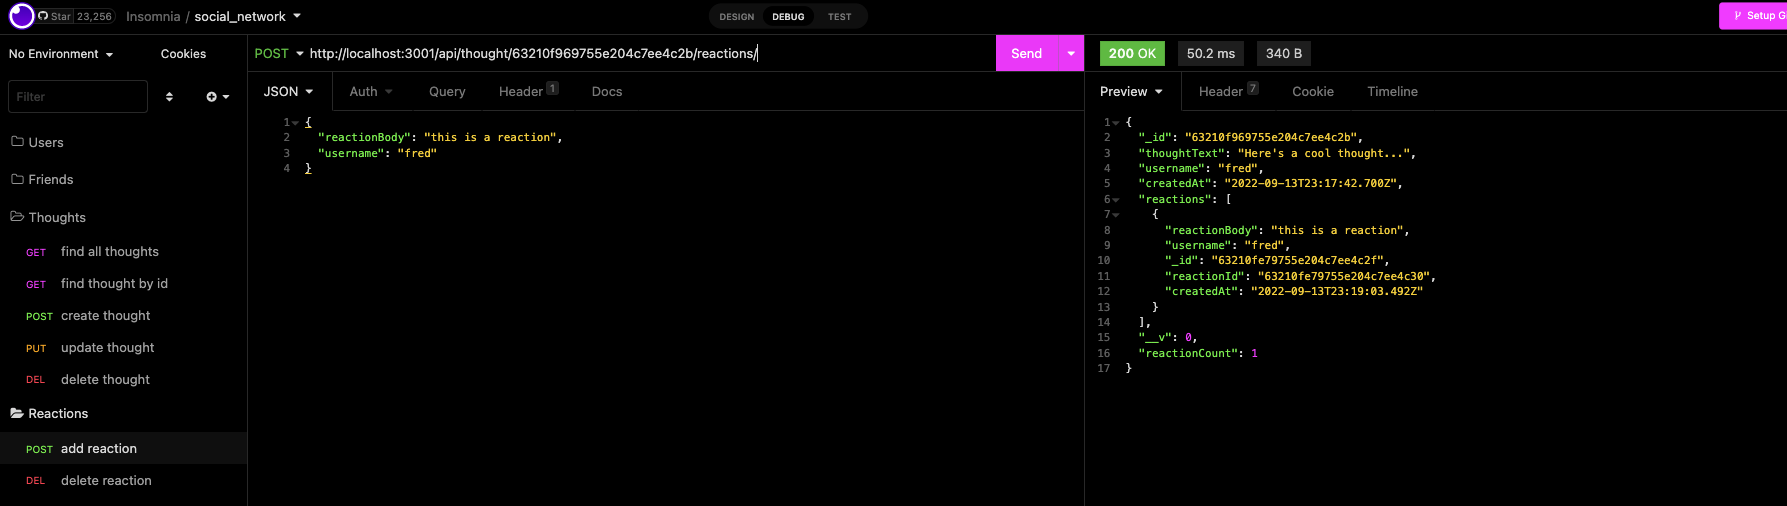 Star 23,256 Insomnia / social_network DESIGN DEBUG TEST
No Environment Cookies POST http://localhost:3001/api/thought/63210f969755e204c7ee4c2b/reactions/ Send 200 OK 50.2 ms 340 B
Filter
JSON Auth Query Header 1 Docs
Preview Header 7 Cookie Timeline
Users
Friends
Thoughts
GET find all thoughts
GET find thought by id
POST create thought
PUT update thought
DEL delete thought
Reactions
POST add reaction
DEL delete reaction
1 {
2 "reactionBody": "this is a reaction",
3 "username": "fred"
4 }
1 {
2 "_id": "63210f969755e204c7ee4c2b",
3 "thoughtText": "Here's a cool thought...",
4 "username": "fred",
5 "createdAt": "2022-09-13T23:17:42.700Z",
6 "reactions": [
7 {
8 "reactionBody": "this is a reaction",
9 "username": "fred",
10 "_id": "63210fe79755e204c7ee4c2f",
11 "reactionId": "63210fe79755e204c7ee4c30",
12 "createdAt": "2022-09-13T23:19:03.492Z"
13 }
14 ],
15 "__v": 0,
16 "reactionCount": 1
17 }